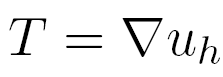 T = ∇u_h